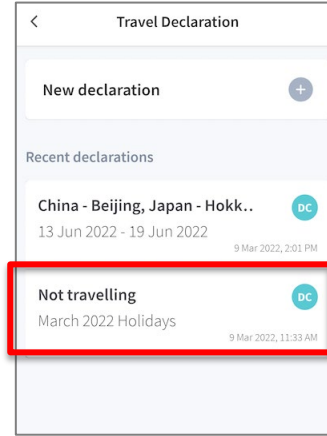 Travel Declaration
New declaration
Recent declarations
China - Beijing, Japan - Hokk..
DC
13 Jun 2022 - 19 Jun 2022
9 Mar 2022, 2:01 PM
Not travelling
DC
March 2022 Holidays
9 Mar 2022, 11:33 AM